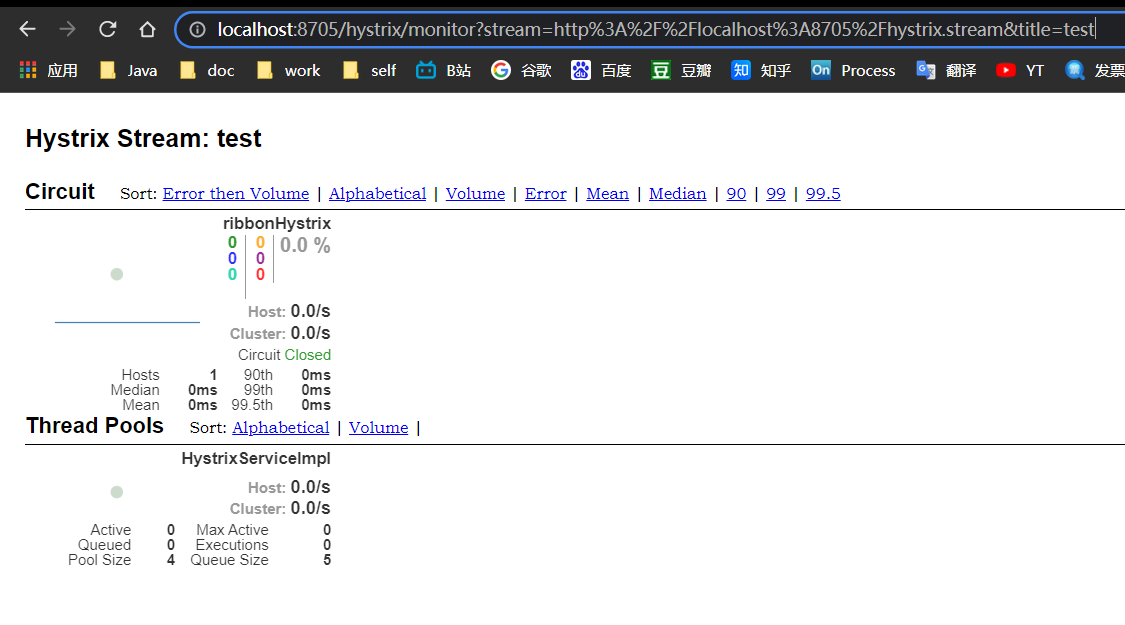 localhost:8705/hystrix/monitor?stream=http%3A%2F%2Flocalhost%3A8705%2Fhystrix.stream&title=test
应用 Java doc work self B站 谷歌 du 百度 豆 豆瓣 知 知乎 On Process G 翻译 YT 发票
Hystrix Stream: test
Circuit Sort: Error then Volume | Alphabetical | Volume | Error | Mean | Median | 90 | 99 | 99.5
ribbonHystrix
0 0 0.0 %
0 0
0 0
Host: 0.0/s
Cluster: 0.0/s
Circuit Closed
Hosts 1 90th 0ms
Median 0ms 99th 0ms
Mean 0ms 99.5th 0ms
Thread Pools Sort: Alphabetical | Volume |
HystrixServiceImpl
Host: 0.0/s
Cluster: 0.0/s
Active 0 Max Active 0
Queued 0 Executions 0
Pool Size 4 Queue Size 5